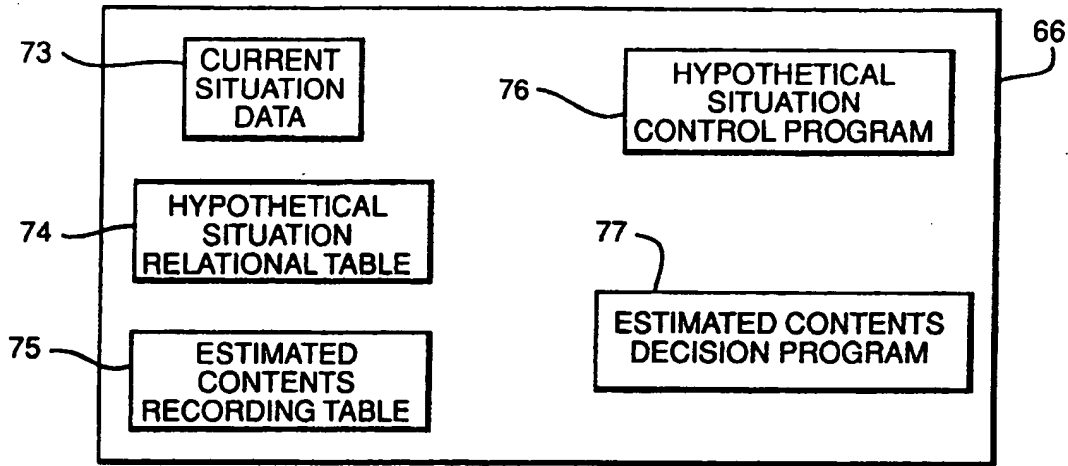 73
CURRENT
SITUATION
DATA
74
HYPOTHETICAL
SITUATION
RELATIONAL TABLE
75
ESTIMATED
CONTENTS
RECORDING TABLE
66
76
HYPOTHETICAL
SITUATION
CONTROL PROGRAM
77
ESTIMATED CONTENTS
DECISION PROGRAM